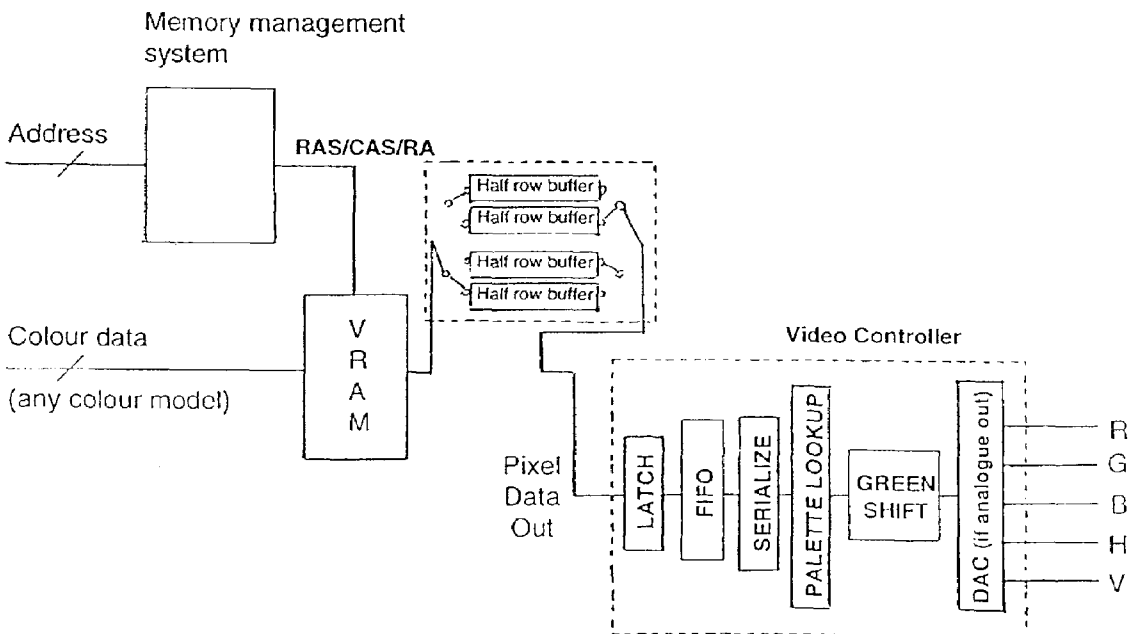 Memory management
system
Address
RAS/CAS/RA
Half row buffer
Half row buffer
Half row buffer
Half row buffer
Colour data
(any colour model)
VRAM
Video Controller
Pixel
Data
Out
LATCH
FIFO
SERIALIZE
PALETTE LOOKUP
GREEN
SHIFT
DAC (if analogue out)
R
G
B
H
V